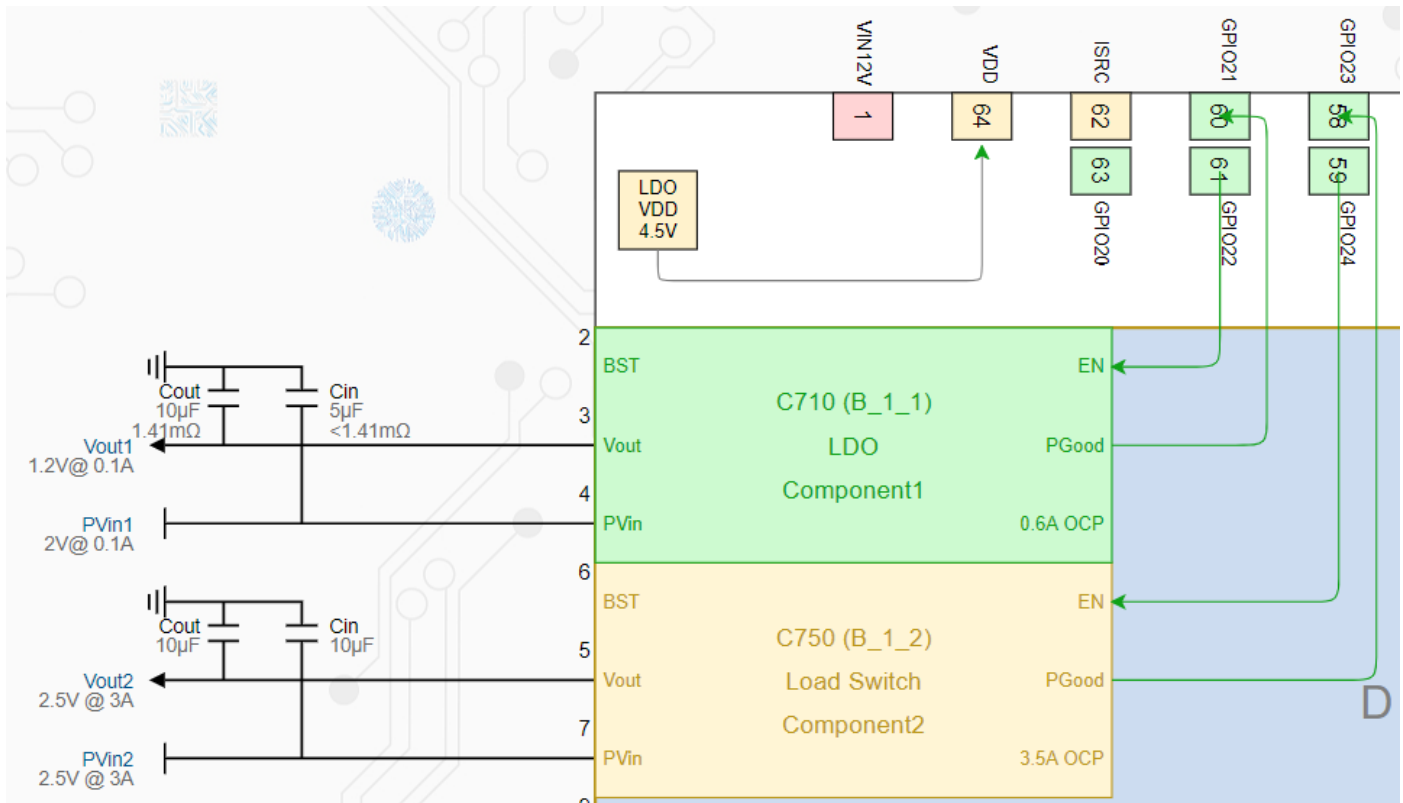 VIN12V
VDD
ISRC
GPIO21
GPIO23
1
64
62
60
58
63
61
59
GPIO20
GPIO22
GPIO24
LDO
VDD
4.5V
2
BST
EN
Cout
10µF
1.41mΩ
Cin
5µF
<1.41mΩ
C710 (B_1_1)
3
Vout1
1.2V@ 0.1A
Vout
LDO
PGood
Component1
4
PVin1
2V@ 0.1A
PVin
0.6A OCP
6
BST
EN
Cout
10µF
Cin
10µF
C750 (B_1_2)
5
Vout2
2.5V @ 3A
Vout
Load Switch
PGood
D
Component2
7
PVin2
2.5V @ 3A
PVin
3.5A OCP